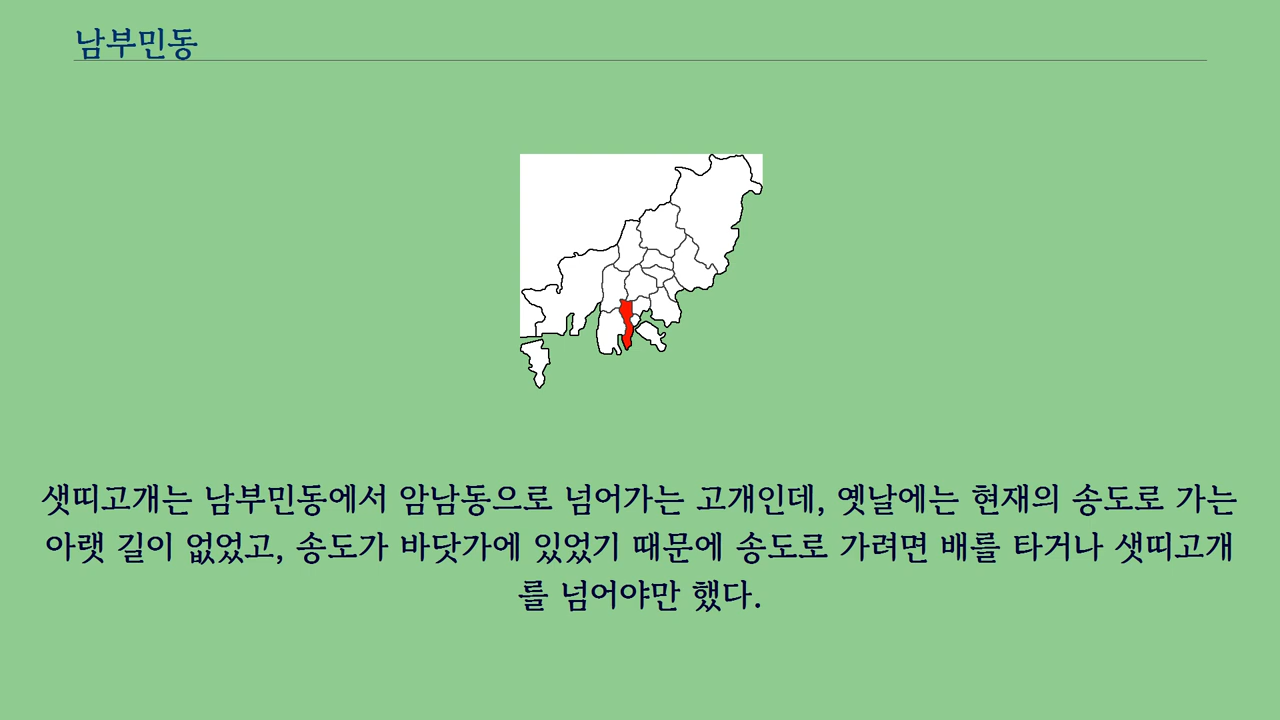 남부민동
샛띠고개는 남부민동에서 암남동으로 넘어가는 고개인데, 옛날에는 현재의 송도로 가는
아랫 길이 없었고, 송도가 바닷가에 있었기 때문에 송도로 가려면 배를 타거나 샛띠고개
를 넘어야만 했다.